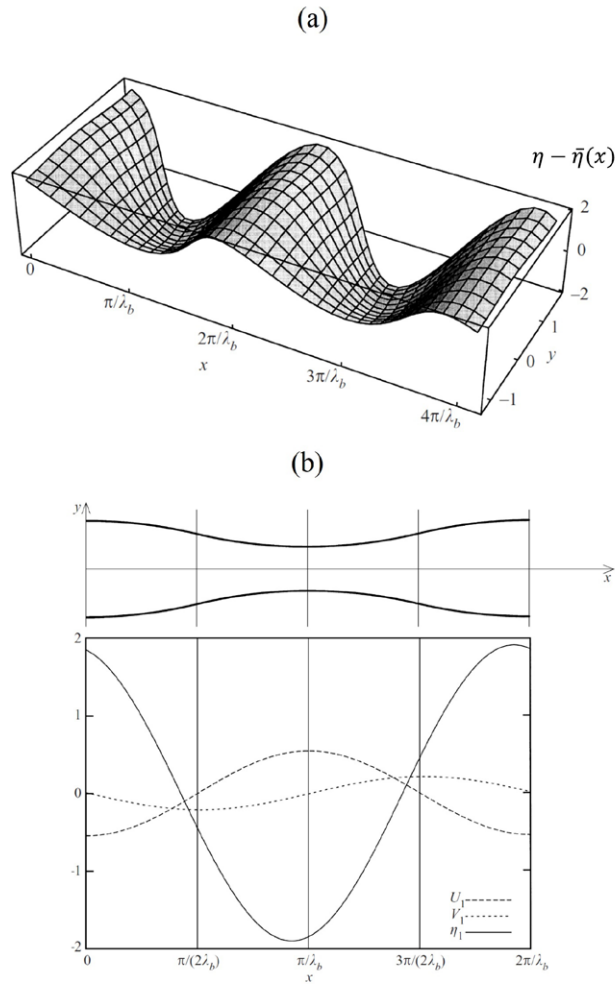 (a)
η − η̄(x)
2
0
−2
1
0
−1
y
0
π/λ_b
2π/λ_b
3π/λ_b
4π/λ_b
x
(b)
y
x
2
1
0
-1
-2
U_1
V_1
η_1
0
π/(2λ_b)
π/λ_b
3π/(2λ_b)
2π/λ_b
x